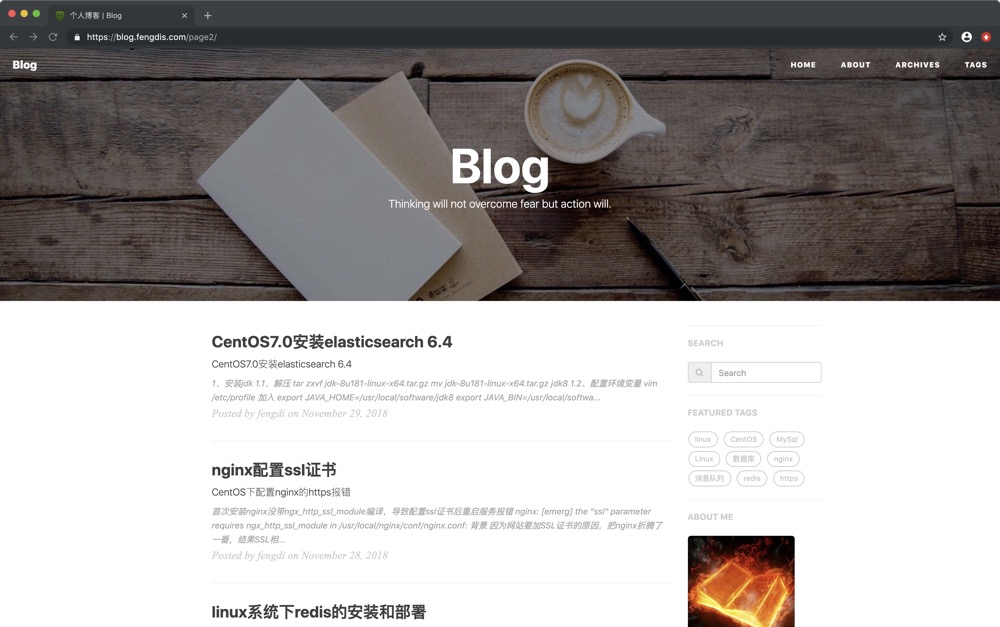 个人博客 | Blog
https://blog.fengdis.com/page2/
Blog
HOME ABOUT ARCHIVES TAGS
Blog
Thinking will not overcome fear but action will.
CentOS7.0安装elasticsearch 6.4
CentOS7.0安装elasticsearch 6.4
1、安装jdk 1.1、解压 tar zxvf jdk-8u181-linux-x64.tar.gz mv jdk-8u181-linux-x64.tar.gz jdk8 1.2、配置环境变量 vim
/etc/profile 加入 export JAVA_HOME=/usr/local/software/jdk8 export JAVA_BIN=/usr/local/softwa...
Posted by fengdi on November 29, 2018
nginx配置ssl证书
CentOS下配置nginx的https报错
首次安装nginx没带ngx_http_ssl_module编译，导致配置ssl证书后重启服务报错 nginx: [emerg] the "ssl" parameter
requires ngx_http_ssl_module in /usr/local/nginx/conf/nginx.conf: 背景 因为网站要加SSL证书的原因，把nginx折腾了
一番，结果SSL相...
Posted by fengdi on November 28, 2018
linux系统下redis的安装和部署
SEARCH
Search
FEATURED TAGS
linux CentOS MySql
Linux 数据库 nginx
消息队列 redis https
ABOUT ME